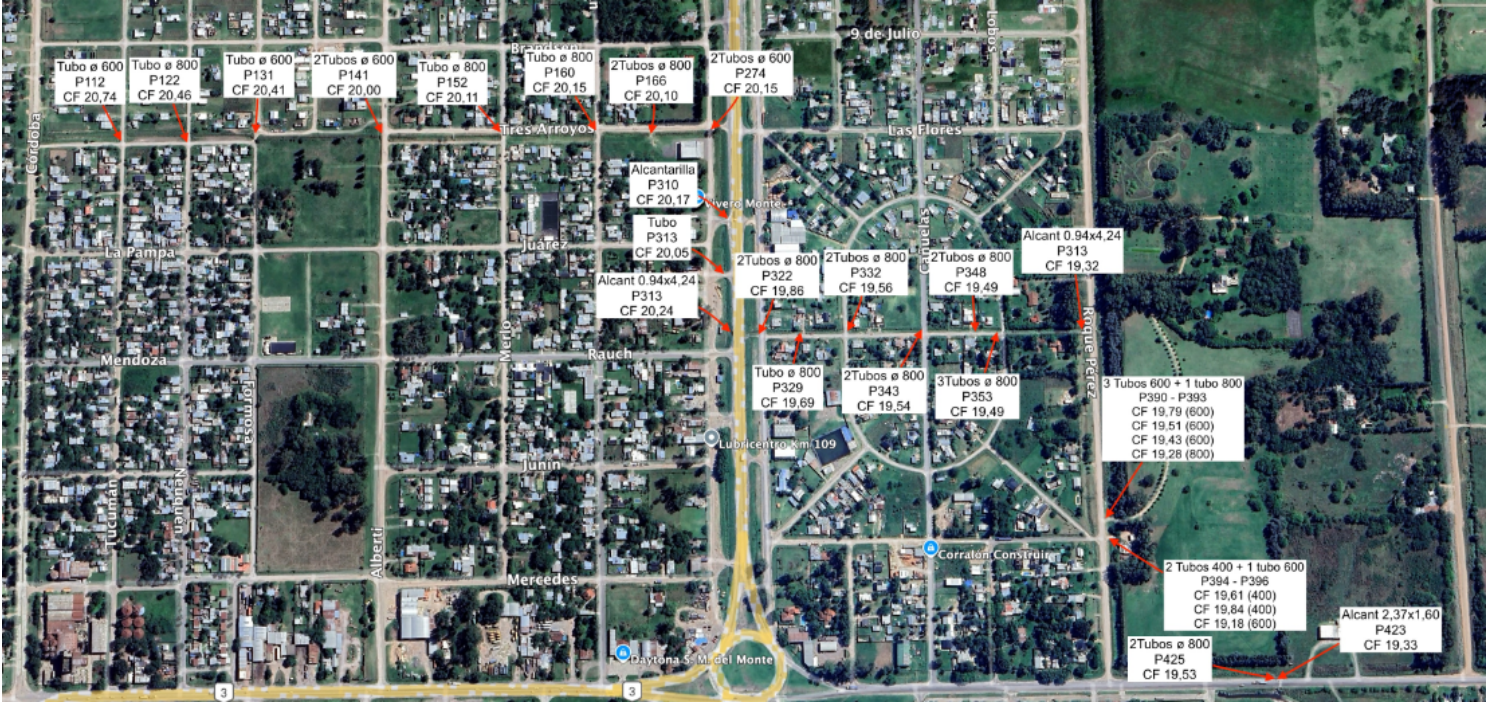 9 de Julio
Lobos
Brandsen
Tubo ø 600
P112
CF 20,74
Tubo ø 800
P122
CF 20,46
Tubo ø 600
P131
CF 20,41
2Tubos ø 600
P141
CF 20,00
Tubo ø 800
P152
CF 20,11
Tubo ø 800
P160
CF 20,15
2Tubos ø 800
P166
CF 20,10
2Tubos ø 600
P274
CF 20,15
Córdoba
Tres Arroyos
Las Flores
Alcantarilla
P310
CF 20,17
Vivero Monte
Tubo
P313
CF 20,05
La Pampa
Juárez
Cañuelas
Alcant 0.94x4,24
P313
CF 20,24
2Tubos ø 800
P322
CF 19,86
2Tubos ø 800
P332
CF 19,56
2Tubos ø 800
P348
CF 19,49
Alcant 0.94x4,24
P313
CF 19,32
Mendoza
Merlo
Rauch
Roque Pérez
Tubo ø 800
P329
CF 19,69
2Tubos ø 800
P343
CF 19,54
3Tubos ø 800
P353
CF 19,49
3 Tubos 600 + 1 tubo 800
P390 - P393
CF 19,79 (600)
CF 19,51 (600)
CF 19,43 (600)
CF 19,28 (800)
Formosa
Lubricentro Km 109
Junín
Tucumán
Neuquén
Alberti
Mercedes
Corralón Construir
2 Tubos 400 + 1 tubo 600
P394 - P396
CF 19,61 (400)
CF 19,84 (400)
CF 19,18 (600)
Alcant 2,37x1,60
P423
CF 19,33
2Tubos ø 800
P425
CF 19,53
Daytona S. M. del Monte
3
3